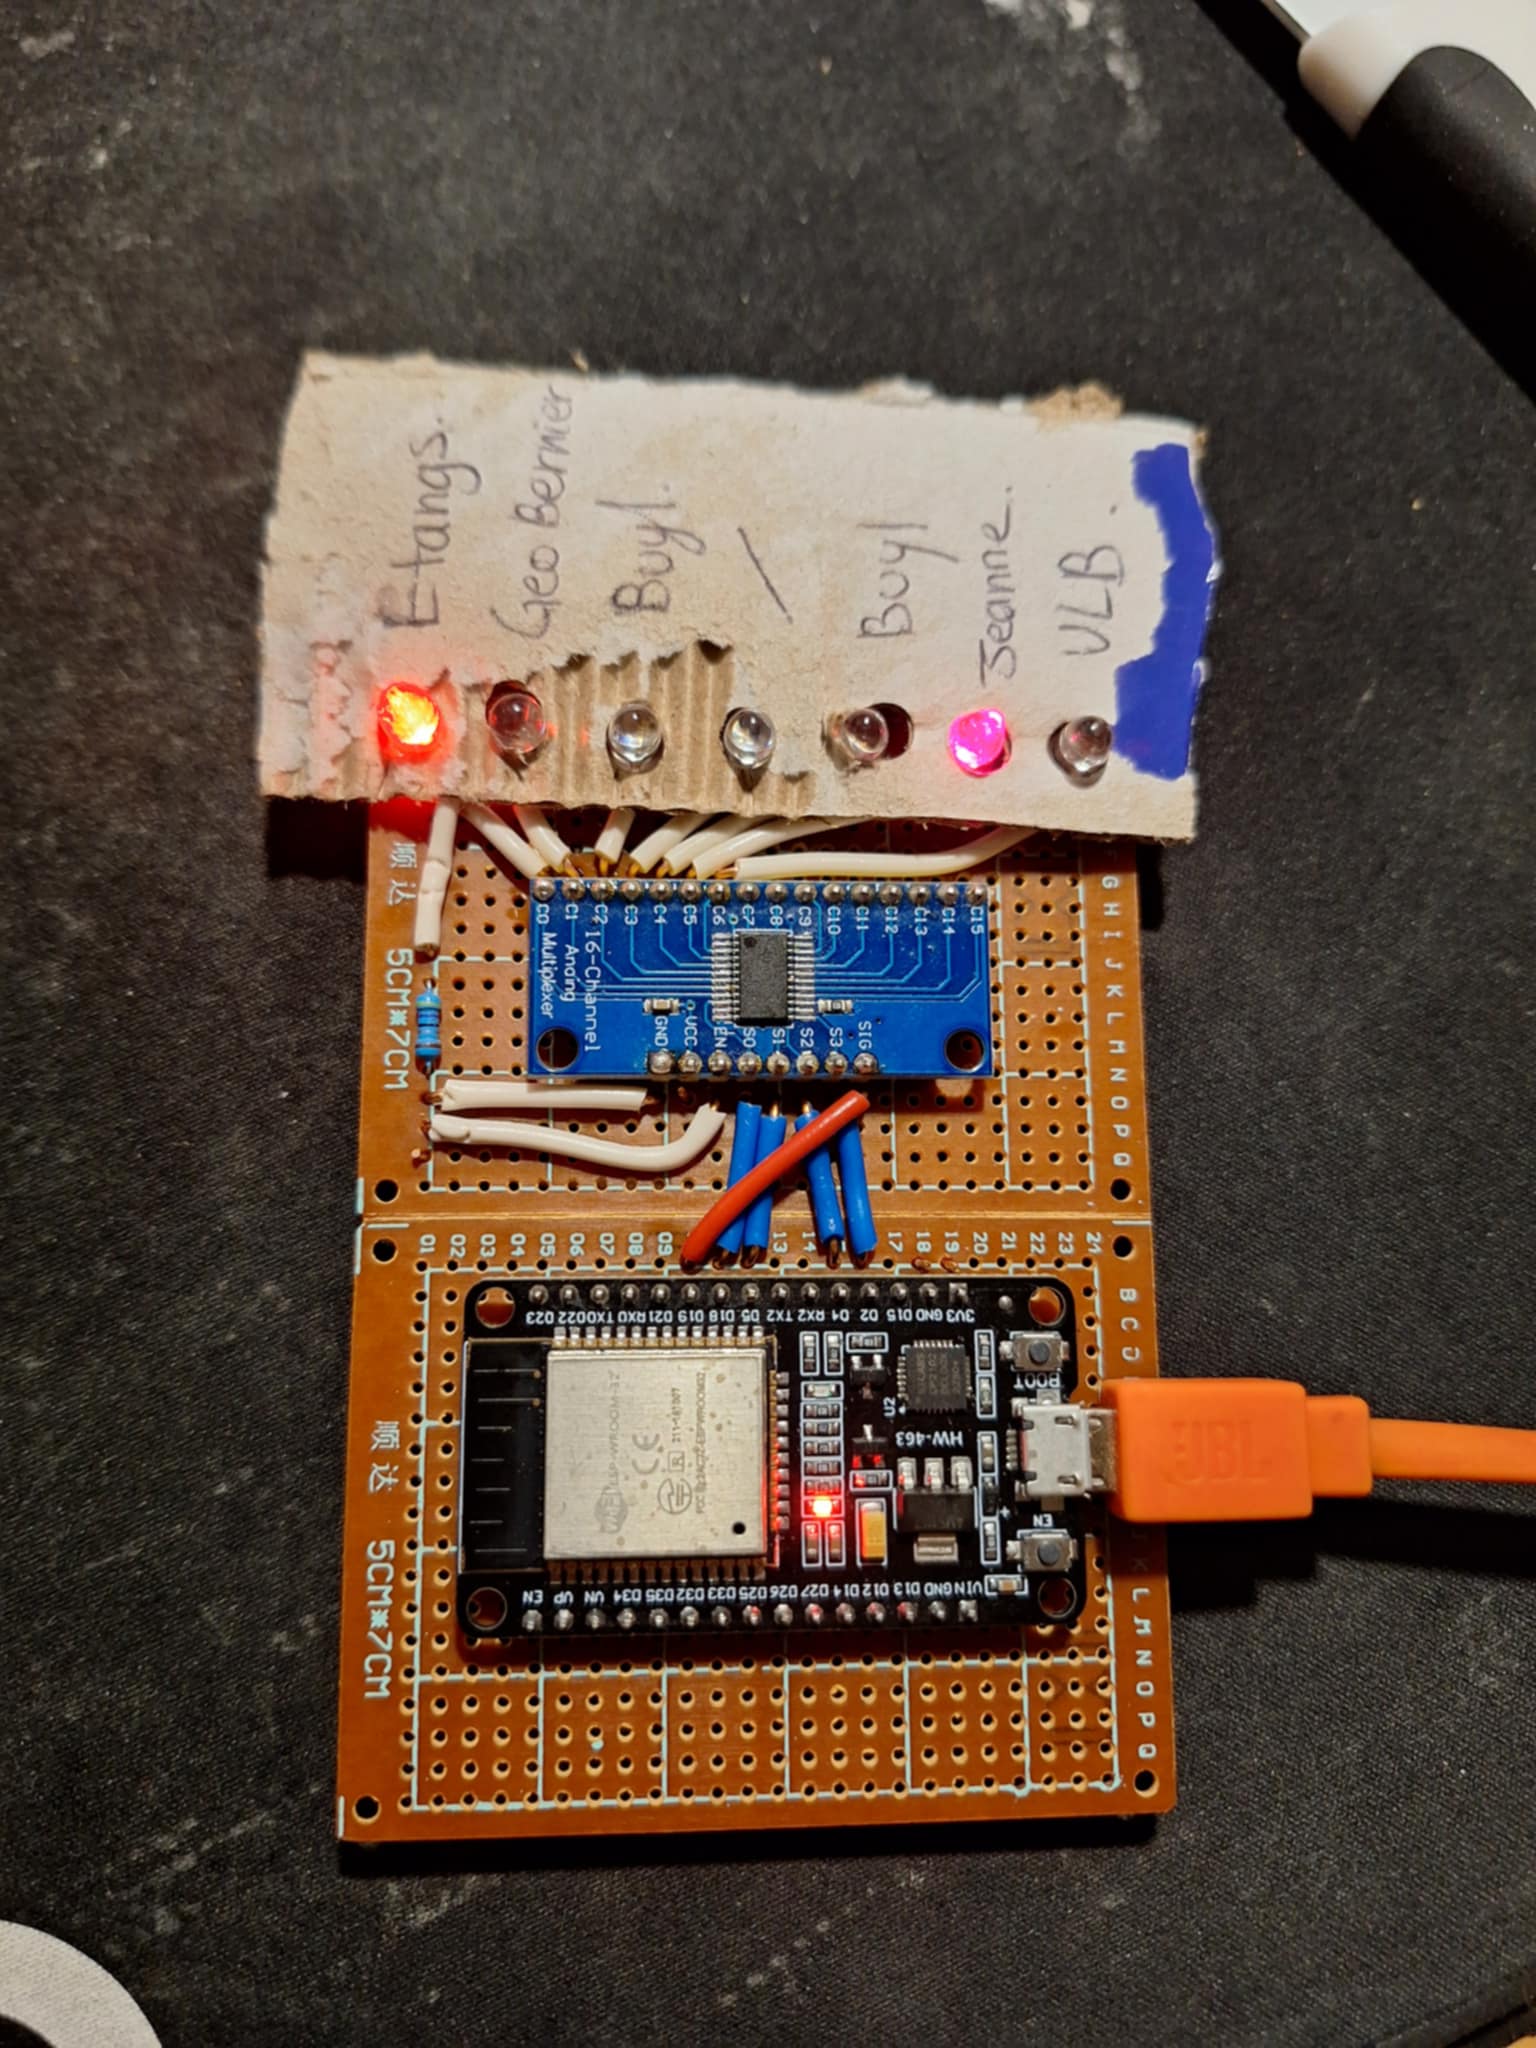 Etangs.
Geo Bernier
Buyl.
/
Buyl
Jeanne.
ULB
顺达 5CM*7CM
F G H I J K L M N O P Q
C0 C1 C2 C3 C4 C5 C6 C7 C8 C9 C10 C11 C12 C13 C14 C15
16-Channel
Analog
Multiplexer
GND VCC EN S0 S1 S2 S3 SIG
01 02 03 04 05 06 07 08 09 13 14 17 18 19 20 21 22 23 24
B C D
D23 D22 TX0 RX0 D21 D19 D18 D5 TX2 RX2 D4 D2 D15 GND 3V3
BOOT
U2
HW-463
CE
R
JBL
EN
EN VP VN D34 D35 D32 D33 D25 D26 D27 D14 D12 D13 GND VIN
顺达 5CM*7CM
K L M N O P Q